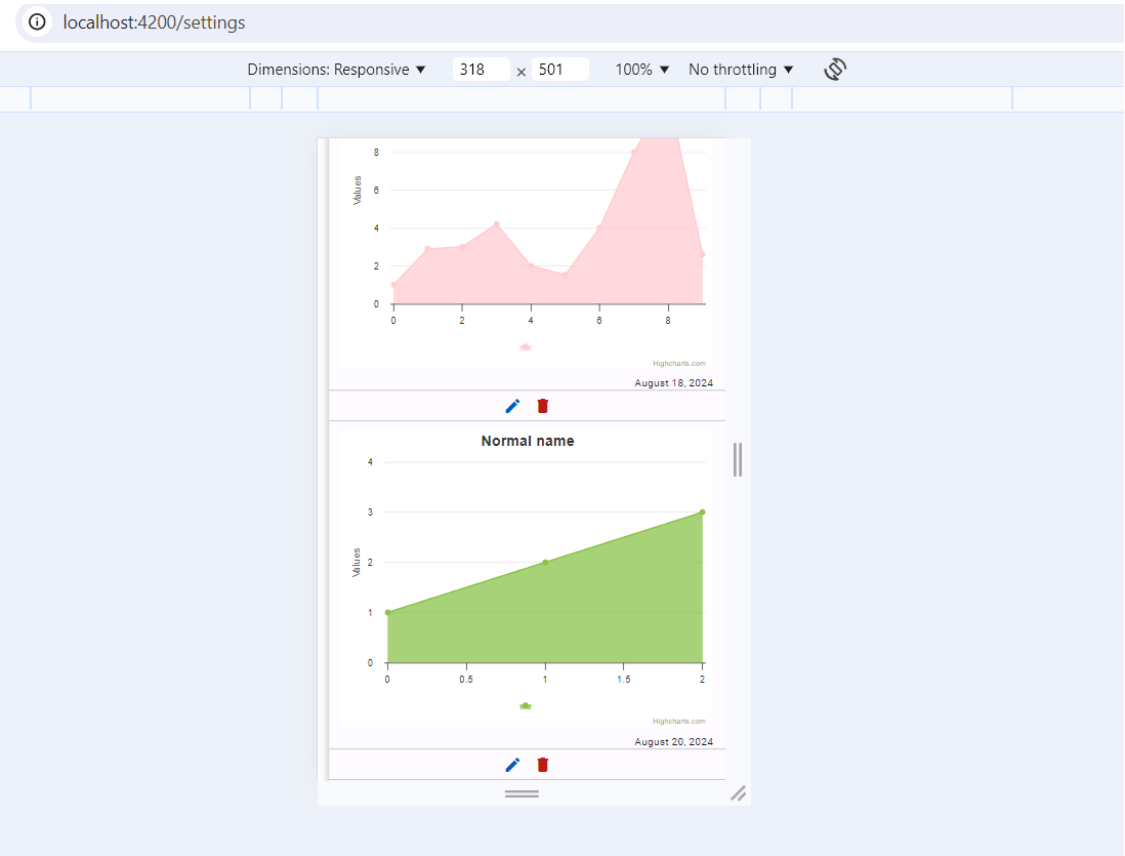 localhost:4200/settings
Dimensions: Responsive ▼ 318 × 501 100% ▼ No throttling ▼
8
Values
6
4
2
0
0 2 4 6 8
Highcharts.com
August 18, 2024
Normal name
4
3
Values
2
1
0
0 0.5 1 1.5 2
Highcharts.com
August 20, 2024